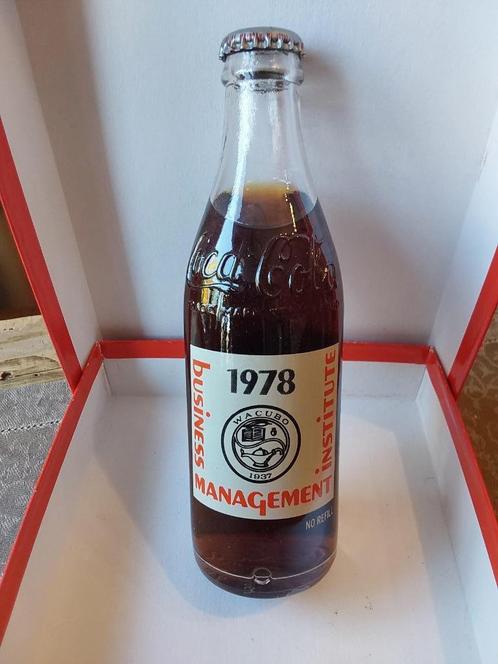 Coca-Cola
1978
WACUBO
1937
business
MANAGEMENT
INSTITUTE
NO REFILL